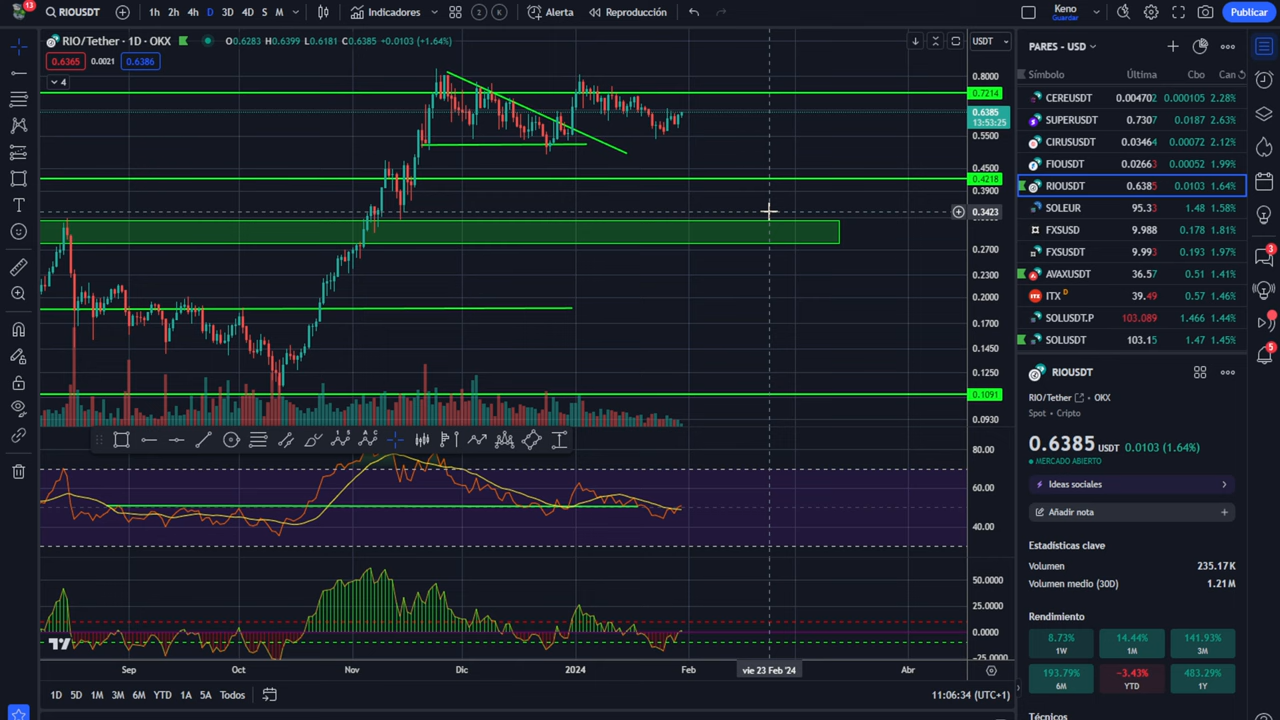 13
RIOUSDT
1h 2h 4h D 3D 4D S M
Indicadores
2 K
Alerta
Reproducción
Keno
Guardar
Publicar
RIO/Tether · 1D · OKX
O0.6283 H0.6399 L0.6181 C0.6385 +0.0103 (+1.64%)
0.6365 0.0021 0.6386
4
USDT
0.8000
0.7214
0.6385
13:53:25
0.5500
0.4500
0.4218
0.3900
0.3423
0.2700
0.2300
0.2000
0.1700
0.1450
0.1250
0.1091
0.0930
80.00
60.00
40.00
50.0000
25.0000
0.0000
-25.0000
Sep Oct Nov Dic 2024 Feb vie 23 Feb '24 Abr
1D 5D 1M 3M 6M YTD 1A 5A Todos
11:06:34 (UTC+1)
PARES - USD
Símbolo Última Cbo Can
CEREUSDT 0.004702 0.000105 2.28%
SUPERUSDT 0.7307 0.0187 2.63%
CIRUSUSDT 0.03464 0.00072 2.12%
FIOUSDT 0.02663 0.00052 1.99%
RIOUSDT 0.6385 0.0103 1.64%
SOLEUR 95.33 1.48 1.58%
FXSUSD 9.988 0.178 1.81%
FXSUSDT 9.993 0.193 1.97%
AVAXUSDT 36.57 0.51 1.41%
ITX D 39.49 0.57 1.46%
SOLUSDT.P 103.089 1.466 1.44%
SOLUSDT 103.15 1.47 1.45%
RIOUSDT
RIO/Tether · OKX
Spot · Cripto
0.6385 USDT 0.0103 (1.64%)
MERCADO ABIERTO
Ideas sociales
Añadir nota
Estadísticas clave
Volumen 235.17K
Volumen medio (30D) 1.21M
Rendimiento
8.73% 14.44% 141.93%
1W 1M 3M
193.79% -3.43% 483.29%
6M YTD 1Y
Técnicos
3
5